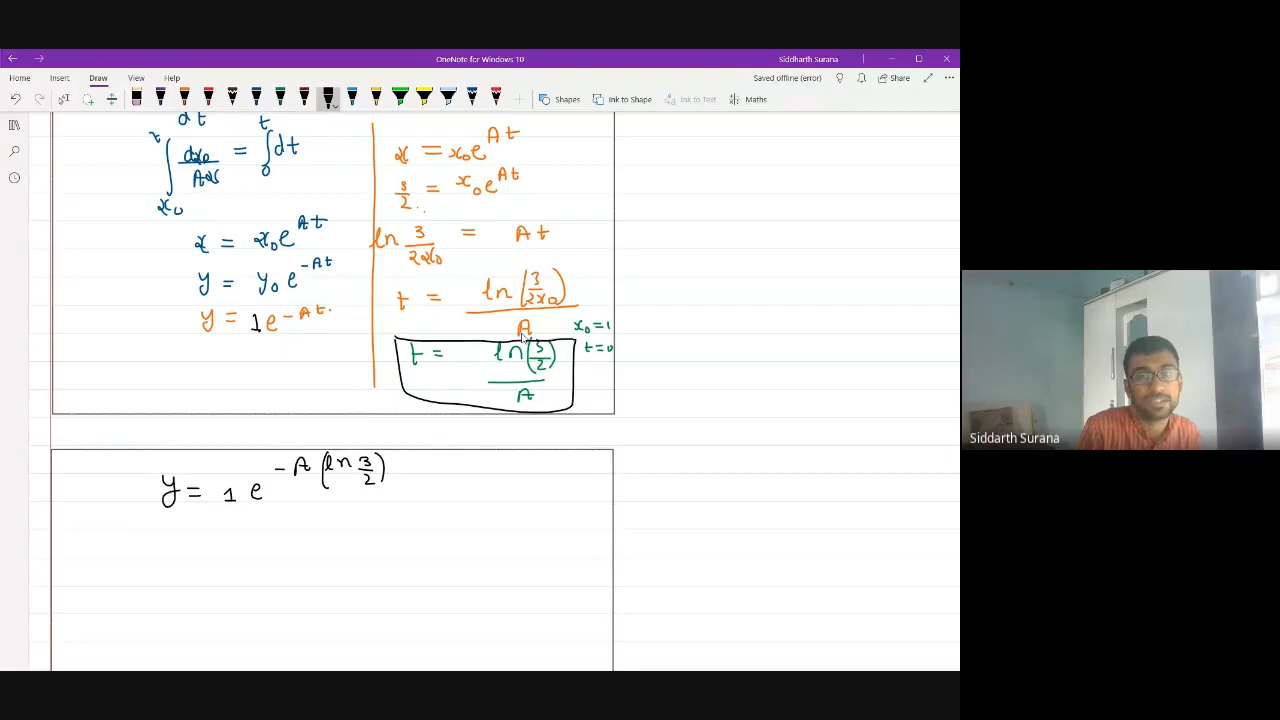 OneNote for Windows 10
Siddharth Surana
Home Insert Draw View Help
Saved offline (error)
Share
Shapes
Ink to Shape
Ink to Text
Maths
dt
∫ x₀ x dx₀/Ax = ∫ 0 t dt
x = x₀e^At
y = y₀e^-At
y = 1e^-At.
x = x₀e^At
3/2 = x₀e^At
ln 3/2x₀ = At
t = ln(3/2x₀)/A
x₀=1
t=0
t = ln(3/2)/A
y = 1 e^-A(ln 3/2)
Siddarth Surana